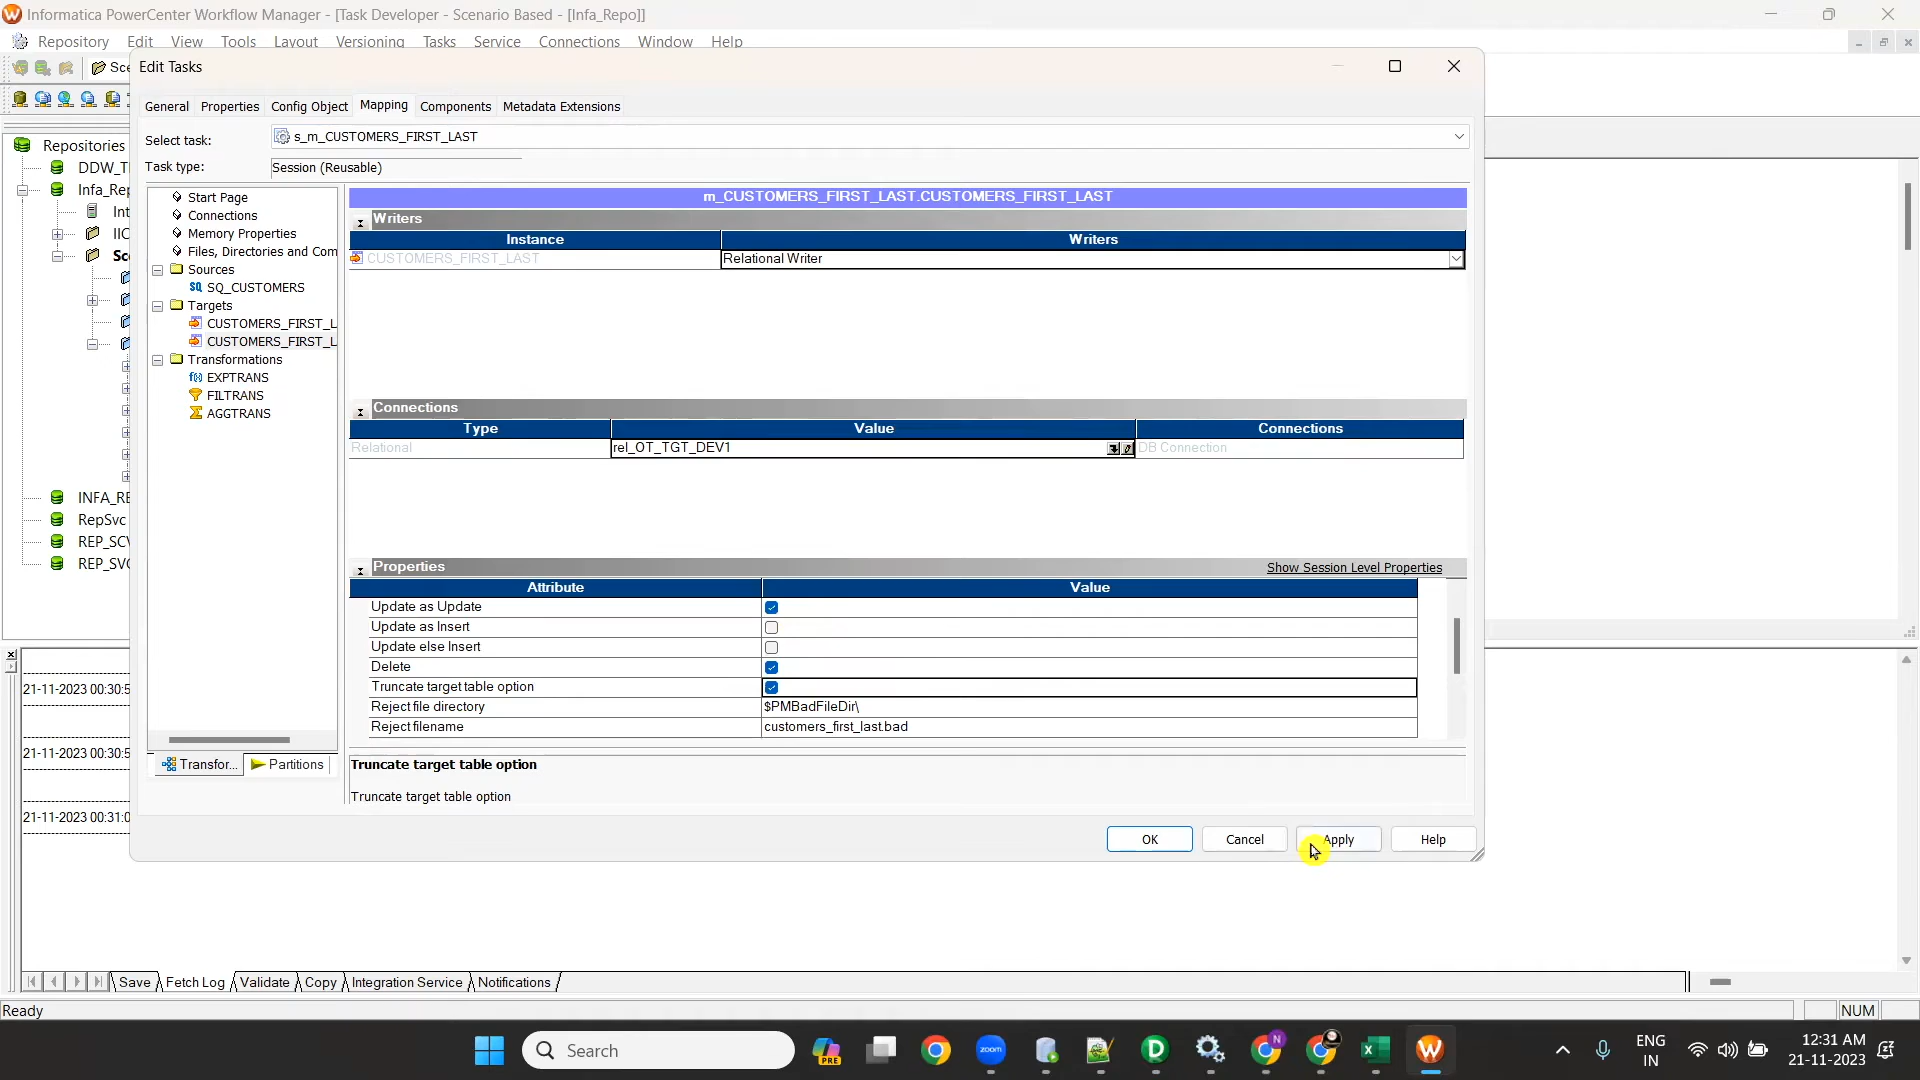 Informatica PowerCenter Workflow Manager - [Task Developer - Scenario Based - [Infa_Repo]]
Repository Edit View Tools Layout Versioning Tasks Service Connections Window Help
Sce
Edit Tasks
General Properties Config Object Mapping Components Metadata Extensions
Select task: s_m_CUSTOMERS_FIRST_LAST
Task type: Session (Reusable)
Repositories
DDW_T
Infa_Rep
Int
IIC
Sce
INFA_RE
RepSvc
REP_SCV
REP_SVC
Start Page
Connections
Memory Properties
Files, Directories and Com
Sources
SQ_CUSTOMERS
Targets
CUSTOMERS_FIRST_L
CUSTOMERS_FIRST_L
Transformations
EXPTRANS
FILTRANS
AGGTRANS
Transfor... Partitions
m_CUSTOMERS_FIRST_LAST.CUSTOMERS_FIRST_LAST
Writers
Instance Writers
CUSTOMERS_FIRST_LAST Relational Writer
Connections
Type Value Connections
Relational rel_OT_TGT_DEV1 DB Connection
Properties Show Session Level Properties
Attribute Value
Update as Update
Update as Insert
Update else Insert
Delete
Truncate target table option
Reject file directory $PMBadFileDir\
Reject filename customers_first_last.bad
Truncate target table option
Truncate target table option
OK Cancel Apply Help
21-11-2023 00:30:5
21-11-2023 00:30:5
21-11-2023 00:31:0
Save Fetch Log Validate Copy Integration Service Notifications
Ready NUM
Search
PRE
zoom
N
ENG
IN
12:31 AM
21-11-2023